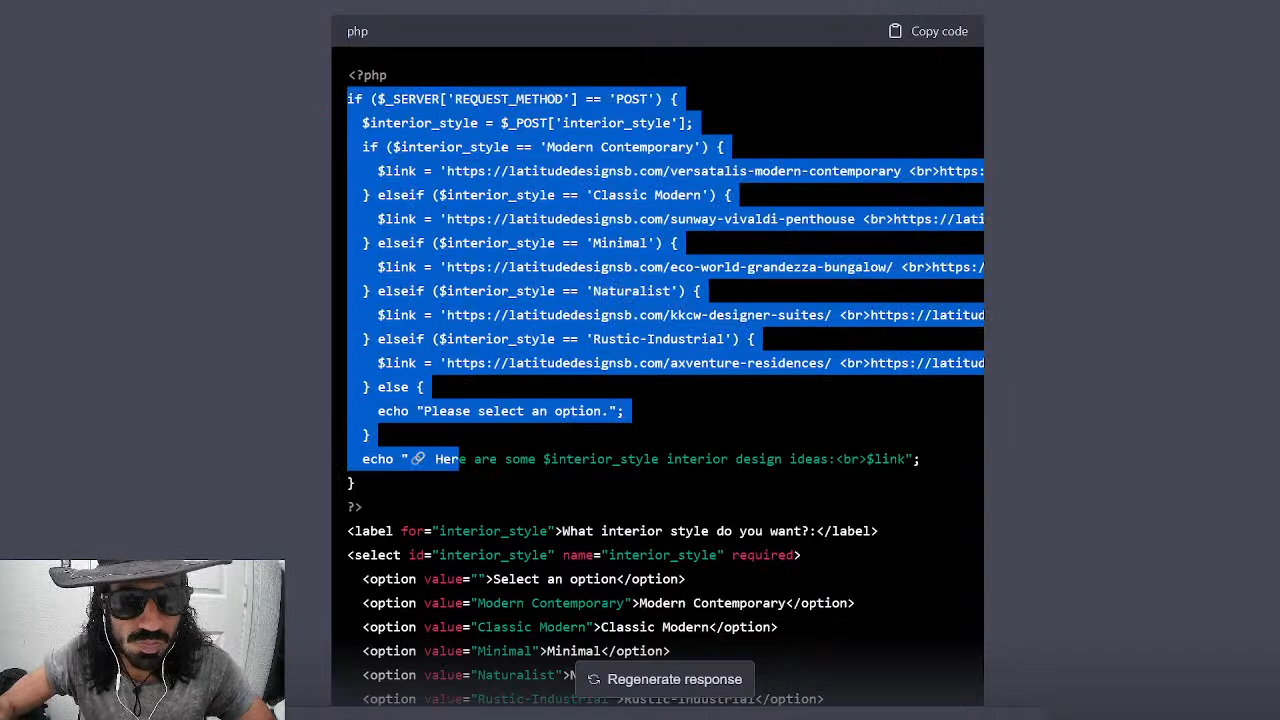 php
Copy code
<?php
if ($_SERVER['REQUEST_METHOD'] == 'POST') {
$interior_style = $_POST['interior_style'];
if ($interior_style == 'Modern Contemporary') {
$link = 'https://latitudedesignsb.com/versatalis-modern-contemporary <br>https:
} elseif ($interior_style == 'Classic Modern') {
$link = 'https://latitudedesignsb.com/sunway-vivaldi-penthouse <br>https://lati
} elseif ($interior_style == 'Minimal') {
$link = 'https://latitudedesignsb.com/eco-world-grandezza-bungalow/ <br>https:/
} elseif ($interior_style == 'Naturalist') {
$link = 'https://latitudedesignsb.com/kkcw-designer-suites/ <br>https://latitud
} elseif ($interior_style == 'Rustic-Industrial') {
$link = 'https://latitudedesignsb.com/axventure-residences/ <br>https://latitud
} else {
echo "Please select an option.";
}
echo "🔗 Here are some $interior_style interior design ideas:<br>$link";
}
?>
<label for="interior_style">What interior style do you want?:</label>
<select id="interior_style" name="interior_style" required>
<option value="">Select an option</option>
<option value="Modern Contemporary">Modern Contemporary</option>
<option value="Classic Modern">Classic Modern</option>
<option value="Minimal">Minimal</option>
<option value="Naturalist">N
Regenerate response
<option value="Rustic-Industrial">Rustic-Industrial</option>